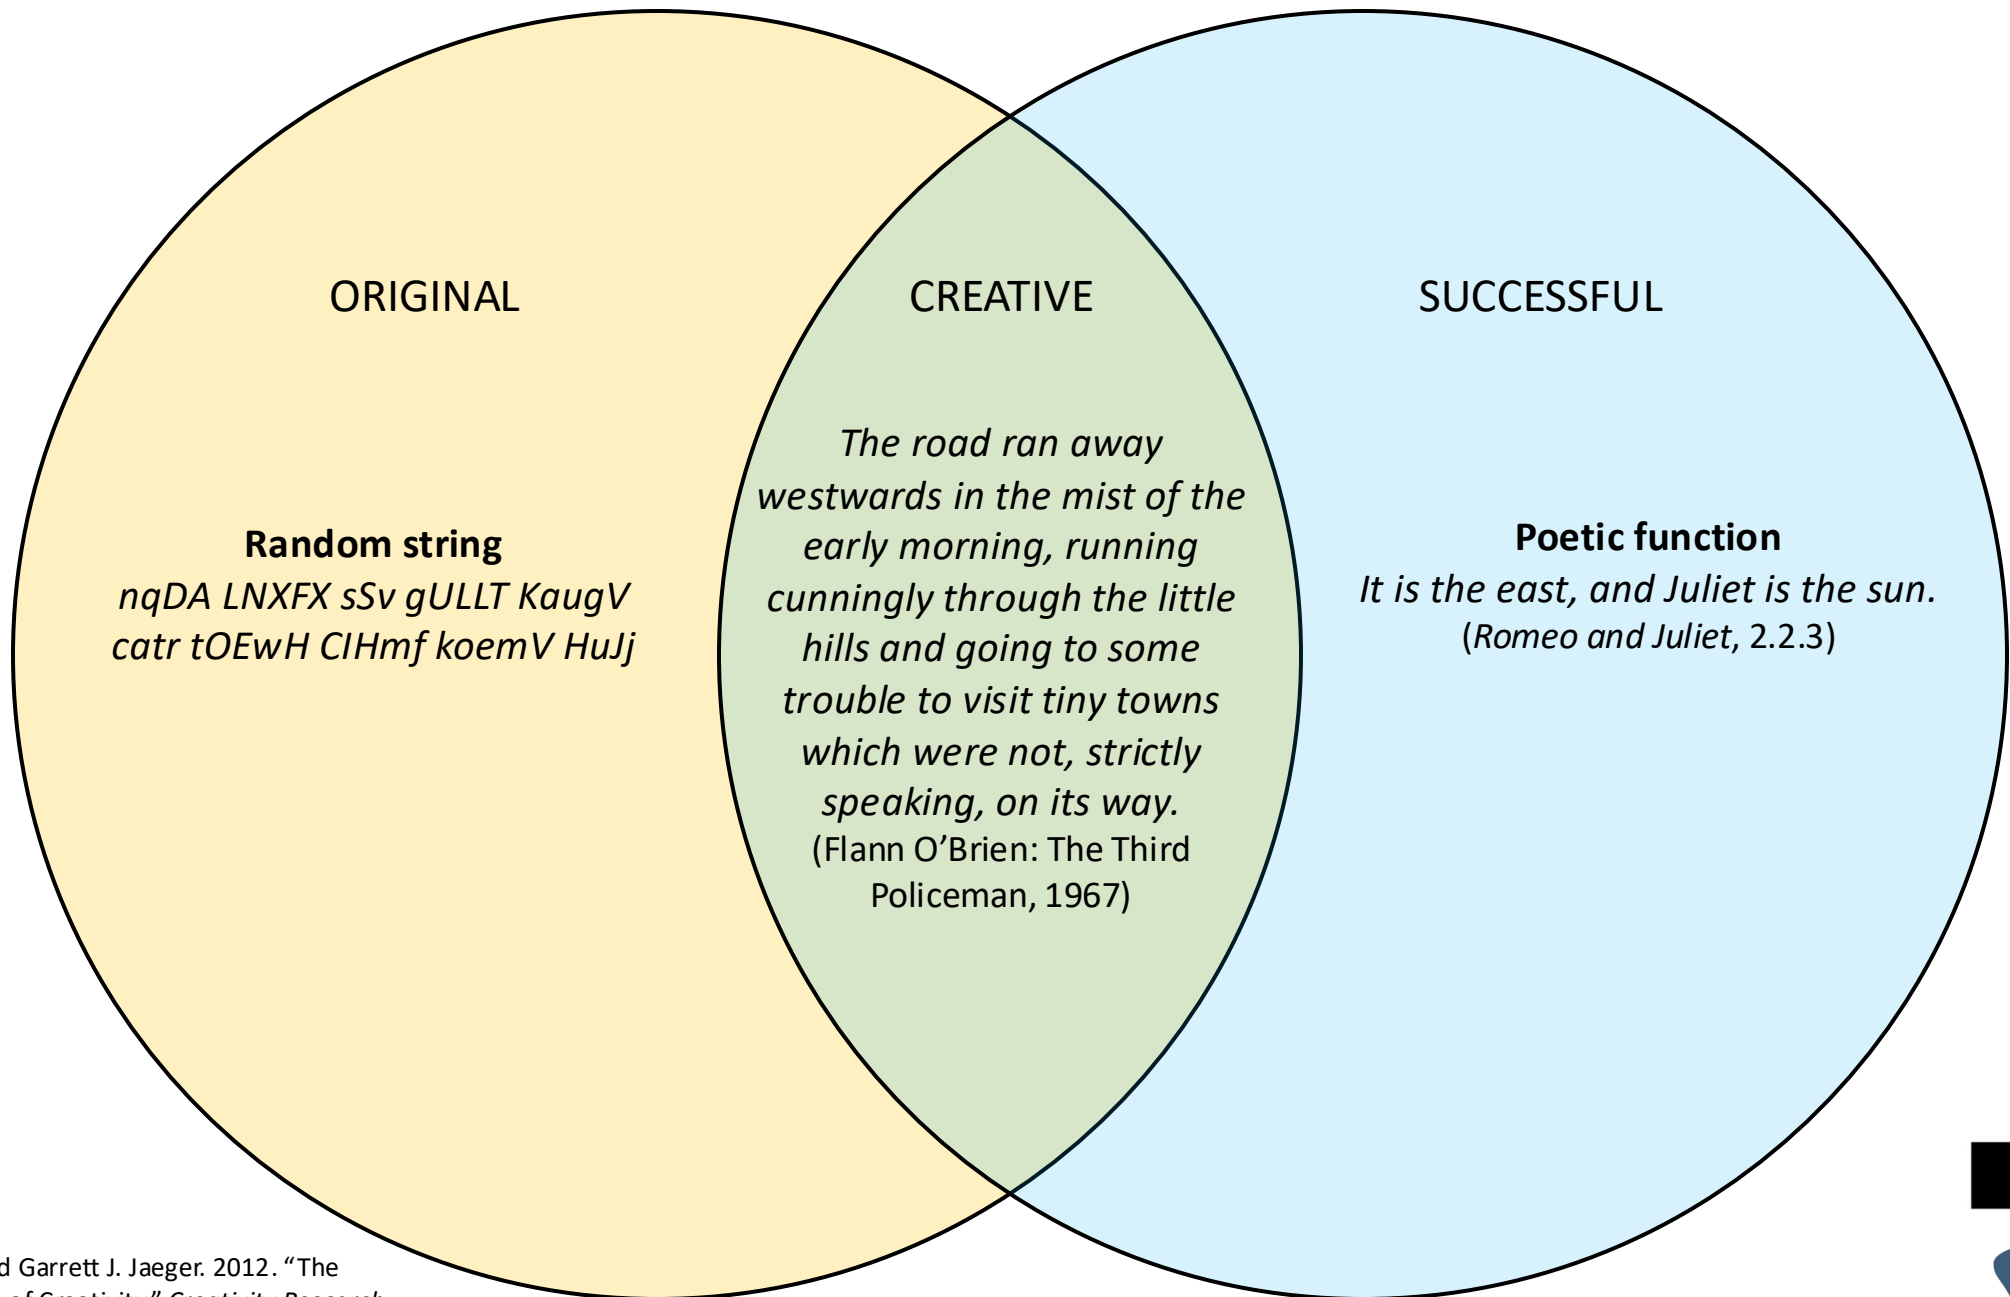 ORIGINAL
Random string
nqDA LNXFX sSv gULLT KaugV
catr tOEwH CIHmf koemV HuJj
CREATIVE
The road ran away
westwards in the mist of the
early morning, running
cunningly through the little
hills and going to some
trouble to visit tiny towns
which were not, strictly
speaking, on its way.
(Flann O’Brien: The Third
Policeman, 1967)
SUCCESSFUL
Poetic function
It is the east, and Juliet is the sun.
(Romeo and Juliet, 2.2.3)
d Garrett J. Jaeger. 2012. “The
of Creativity.” Creativity Research